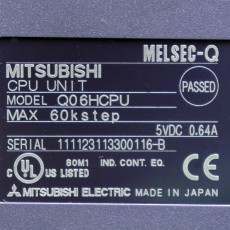 MELSEC-Q
MITSUBISHI
CPU UNIT
PASSED
MODEL Q06HCPU
MAX 60kstep
5VDC 0.64A
SERIAL 111123113300116-B
80M1 IND. CONT. EQ.
C UL US LISTED CE
MITSUBISHI ELECTRIC MADE IN JAPAN